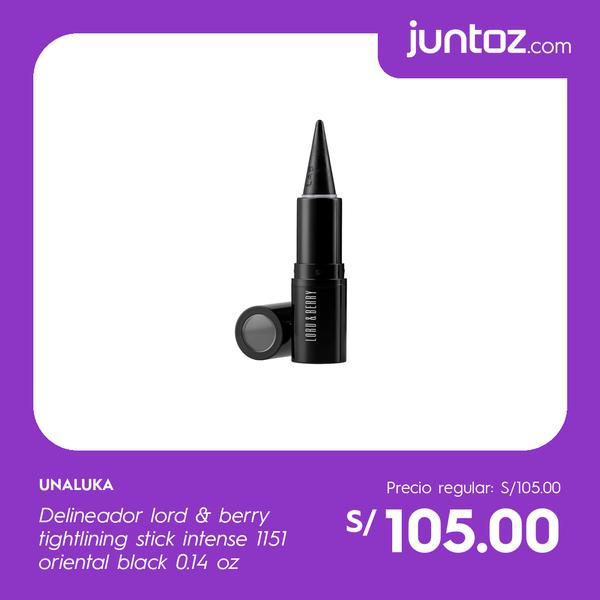 juntoz.com
LORD & BERRY
UNALUKA
Delineador lord & berry
tightlining stick intense 1151
oriental black 0.14 oz
Precio regular: S/105.00
S/ 105.00